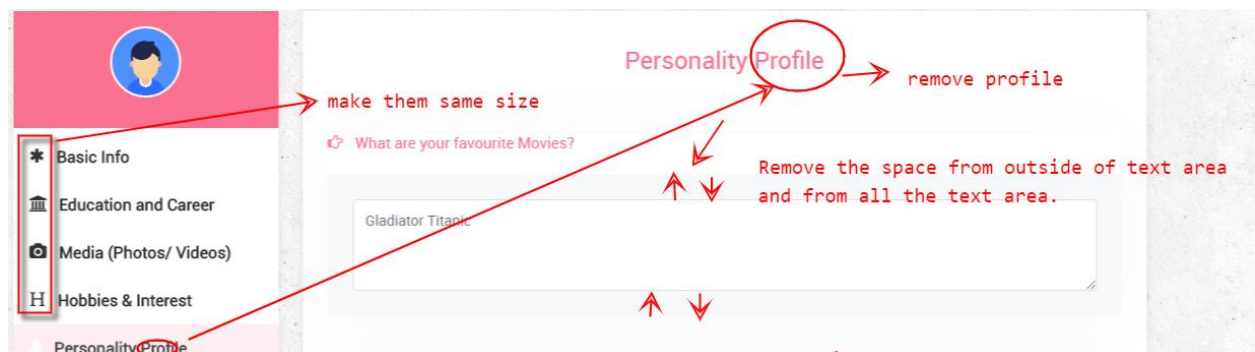 Personality Profile
remove profile
make them same size
What are your favourite Movies?
Basic Info
Remove the space from outside of text area
and from all the text area.
Education and Career
Gladiator Titanic
Media (Photos/ Videos)
H Hobbies & Interest
Personality Profile